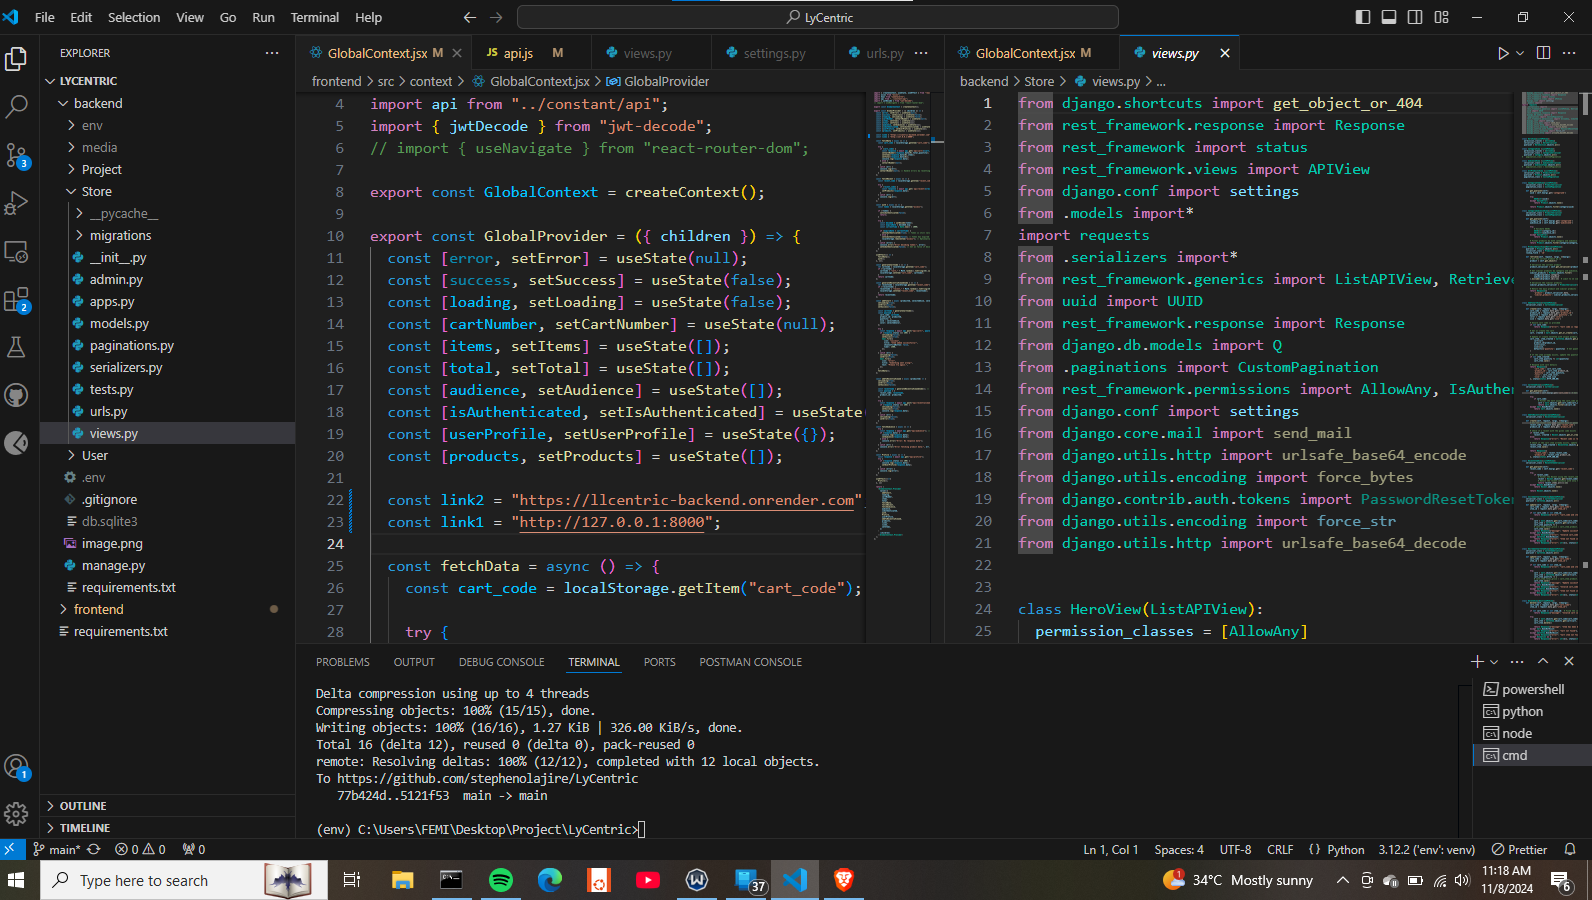 File Edit Selection View Go Run Terminal Help
LyCentric
EXPLORER
LYCENTRIC
backend
env
media
Project
Store
__pycache__
migrations
__init__.py
admin.py
apps.py
models.py
paginations.py
serializers.py
tests.py
urls.py
views.py
User
.env
.gitignore
db.sqlite3
image.png
manage.py
requirements.txt
frontend
requirements.txt
OUTLINE
TIMELINE
3
2
1
GlobalContext.jsx M
JS api.js M
views.py
settings.py
urls.py
frontend > src > context > GlobalContext.jsx > GlobalProvider
4 import api from "../constant/api";
5 import { jwtDecode } from "jwt-decode";
6 // import { useNavigate } from "react-router-dom";
7
8 export const GlobalContext = createContext();
9
10 export const GlobalProvider = ({ children }) => {
11 const [error, setError] = useState(null);
12 const [success, setSuccess] = useState(false);
13 const [loading, setLoading] = useState(false);
14 const [cartNumber, setCartNumber] = useState(null);
15 const [items, setItems] = useState([]);
16 const [total, setTotal] = useState([]);
17 const [audience, setAudience] = useState([]);
18 const [isAuthenticated, setIsAuthenticated] = useState(
19 const [userProfile, setUserProfile] = useState({});
20 const [products, setProducts] = useState([]);
21
22 const link2 = "https://llcentric-backend.onrender.com"
23 const link1 = "http://127.0.0.1:8000";
24
25 const fetchData = async () => {
26 const cart_code = localStorage.getItem("cart_code");
27
28 try {
GlobalContext.jsx M
views.py
backend > Store > views.py > ...
1 from django.shortcuts import get_object_or_404
2 from rest_framework.response import Response
3 from rest_framework import status
4 from rest_framework.views import APIView
5 from django.conf import settings
6 from .models import*
7 import requests
8 from .serializers import*
9 from rest_framework.generics import ListAPIView, Retrieve
10 from uuid import UUID
11 from rest_framework.response import Response
12 from django.db.models import Q
13 from .paginations import CustomPagination
14 from rest_framework.permissions import AllowAny, IsAuthen
15 from django.conf import settings
16 from django.core.mail import send_mail
17 from django.utils.http import urlsafe_base64_encode
18 from django.utils.encoding import force_bytes
19 from django.contrib.auth.tokens import PasswordResetToken
20 from django.utils.encoding import force_str
21 from django.utils.http import urlsafe_base64_decode
22
23
24 class HeroView(ListAPIView):
25 permission_classes = [AllowAny]
PROBLEMS OUTPUT DEBUG CONSOLE TERMINAL PORTS POSTMAN CONSOLE
Delta compression using up to 4 threads
Compressing objects: 100% (15/15), done.
Writing objects: 100% (16/16), 1.27 KiB | 326.00 KiB/s, done.
Total 16 (delta 12), reused 0 (delta 0), pack-reused 0
remote: Resolving deltas: 100% (12/12), completed with 12 local objects.
To https://github.com/stephenolajire/LyCentric
77b424d..5121f53 main -> main
(env) C:\Users\FEMI\Desktop\Project\LyCentric>
powershell
python
node
cmd
main* 0 0 0
Ln 1, Col 1 Spaces: 4 UTF-8 CRLF {} Python 3.12.2 ('env': venv) Prettier
Type here to search
37
1
34°C Mostly sunny
11:18 AM
11/8/2024
6